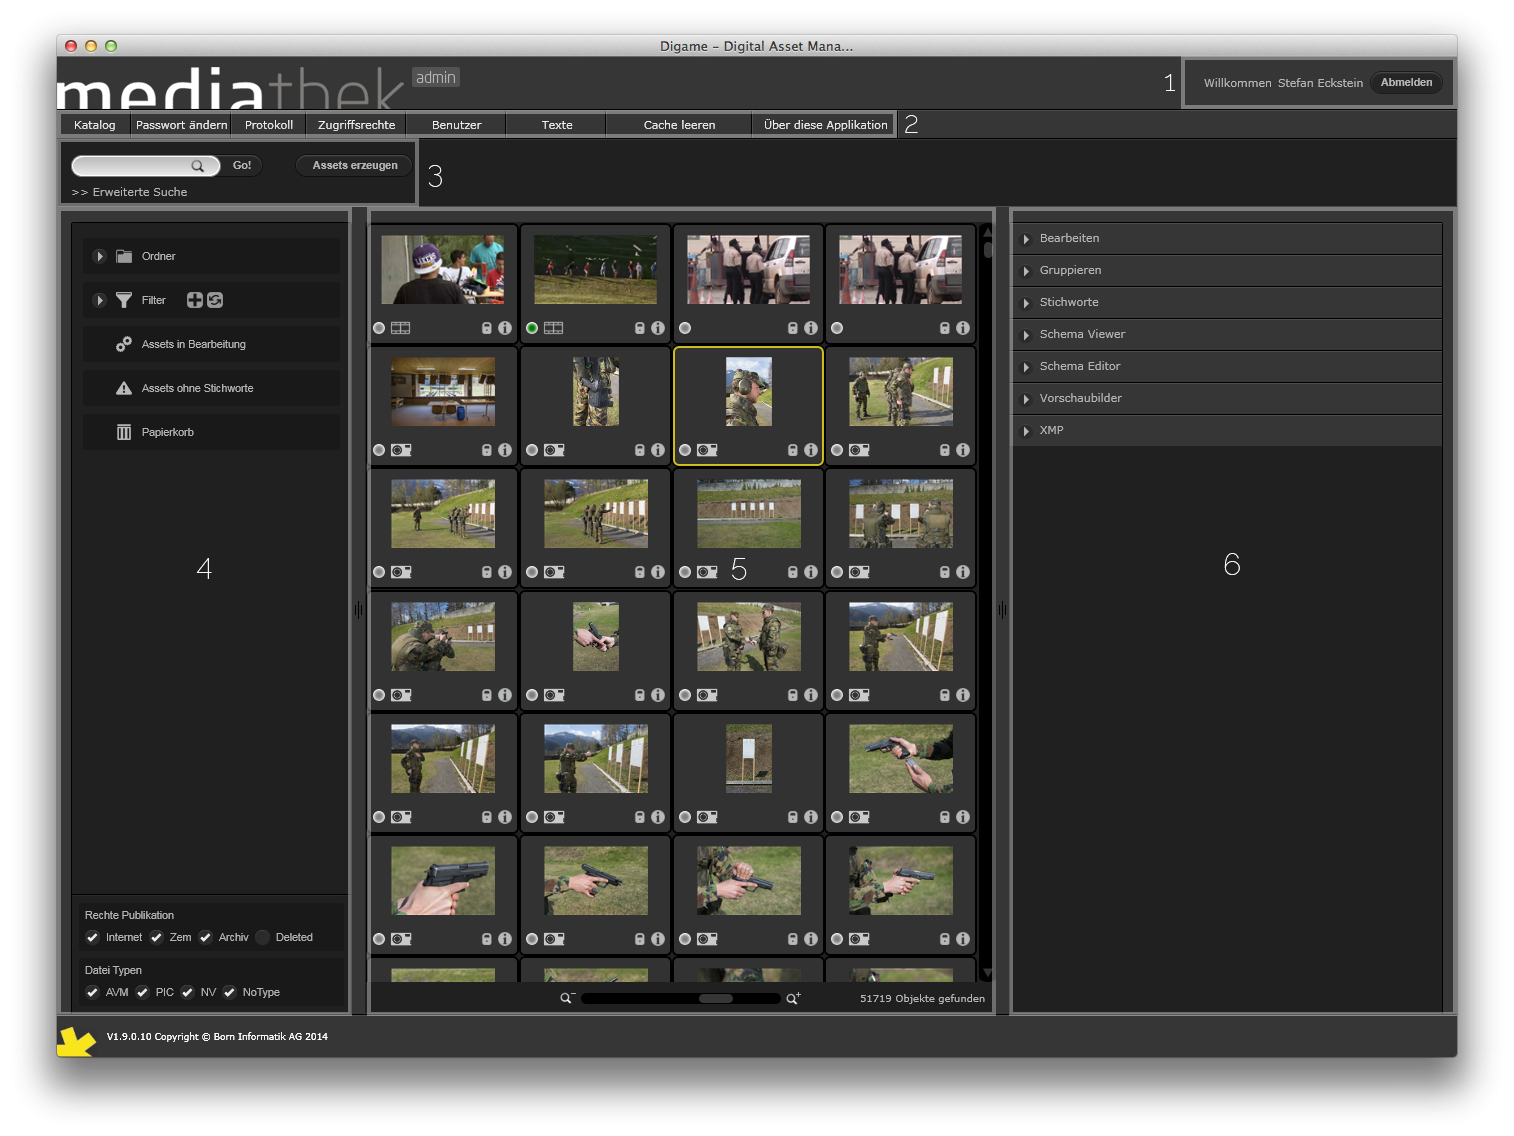 Digame – Digital Asset Mana...
mediathek admin
1 Willkommen Stefan Eckstein Abmelden
Katalog Passwort ändern Protokoll Zugriffsrechte Benutzer Texte Cache leeren Über diese Applikation 2
Go! Assets erzeugen 3
>> Erweiterte Suche
Ordner
Filter
Assets in Bearbeitung
Assets ohne Stichworte
Papierkorb
4
Rechte Publikation
Internet Zem Archiv Deleted
Datei Typen
AVM PIC NV NoType
5
51719 Objekte gefunden
Bearbeiten
Gruppieren
Stichworte
Schema Viewer
Schema Editor
Vorschaubilder
XMP
6
V1.9.0.10 Copyright © Born Informatik AG 2014